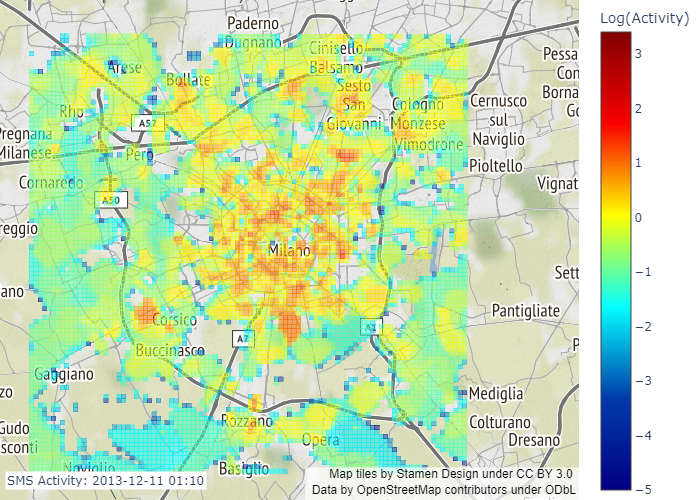 Log(Activity)
Paderno
Dugnano
Cinisello
Balsamo
Arese
Bollate
Sesto
San
Giovanni
Cologno
Monzese
Cernusco
sul
Naviglio
Rho
A52
Vimodrone
Pioltello
Pregnana
Milanese
Pero
Cornaredo
A50
Vignat
reggio
Milano
Sett
ano
Corsico
A7
A1
Pantigliate
Buccinasco
Gaggiano
Mediglia
Rozzano
Opera
Colturano
Dresano
Gudo
sconti
Noviglio
Basiglio
Pessa
Con
Borna
Go
zo
P
3
2
1
0
−1
−2
−3
−4
−5
SMS Activity: 2013-12-11 01:10
Map tiles by Stamen Design under CC BY 3.0
Data by OpenStreetMap contributors under ODbL